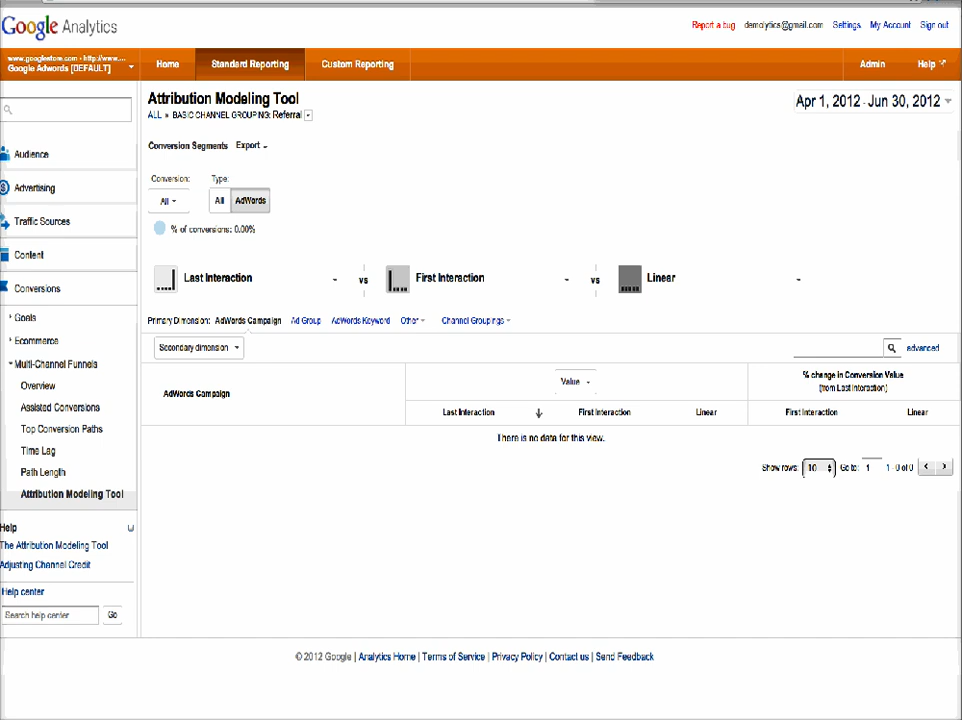 Google Analytics
Report a bug demolytics@gmail.com Settings My Account Sign out
www.googlestore.com - http://www....
Google Adwords [DEFAULT]
Home Standard Reporting Custom Reporting Admin Help
Attribution Modeling Tool
ALL » BASIC CHANNEL GROUPING: Referral
Apr 1, 2012 - Jun 30, 2012
Conversion Segments Export
Conversion: Type:
All All AdWords
% of conversions: 0.00%
Last Interaction vs First Interaction vs Linear
Primary Dimension: AdWords Campaign Ad Group AdWords Keyword Other Channel Groupings
Secondary dimension advanced
AdWords Campaign
Value
% change in Conversion Value
(from Last Interaction)
Last Interaction First Interaction Linear First Interaction Linear
There is no data for this view.
Show rows: 10 Go to: 1 1 - 0 of 0
Audience
Advertising
Traffic Sources
Content
Conversions
Goals
Ecommerce
Multi-Channel Funnels
Overview
Assisted Conversions
Top Conversion Paths
Time Lag
Path Length
Attribution Modeling Tool
Help
The Attribution Modeling Tool
Adjusting Channel Credit
Help center
Search help center Go
© 2012 Google | Analytics Home | Terms of Service | Privacy Policy | Contact us | Send Feedback